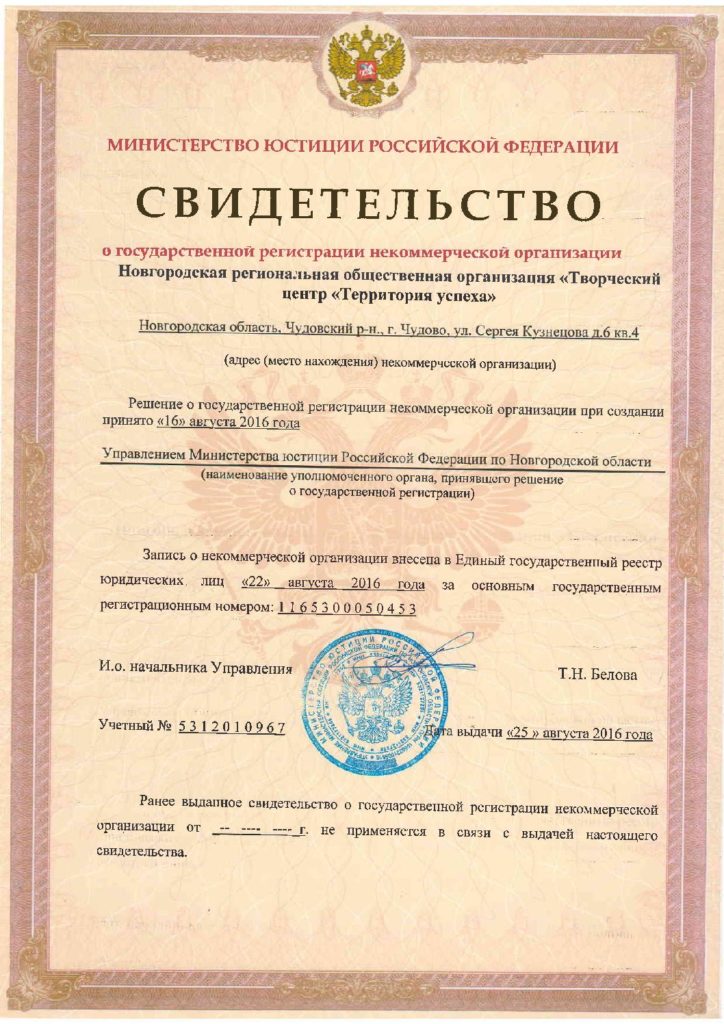 МИНИСТЕРСТВО ЮСТИЦИИ РОССИЙСКОЙ ФЕДЕРАЦИИ
СВИДЕТЕЛЬСТВО
о государственной регистрации некоммерческой организации
Новгородская региональная общественная организация «Творческий
центр «Территория успеха»
Новгородская область, Чудовский р-н., г. Чудово, ул. Сергея Кузнецова д.6 кв.4
(адрес (место нахождения) некоммерческой организации)
Решение о государственной регистрации некоммерческой организации при создании
принято «16» августа 2016 года
Управлением Министерства юстиции Российской Федерации по Новгородской области
(наименование уполномоченного органа, принявшего решение
о государственной регистрации)
Запись о некоммерческой организации внесена в Единый государственный реестр
юридических лиц «22» августа 2016 года за основным государственным
регистрационным номером: 1165300050453
И.о. начальника Управления
Т.Н. Белова
Учетный № 5312010967
Дата выдачи «25 » августа 2016 года
Ранее выданное свидетельство о государственной регистрации некоммерческой
организации от -- ---- ---- г. не применяется в связи с выдачей настоящего
свидетельства.